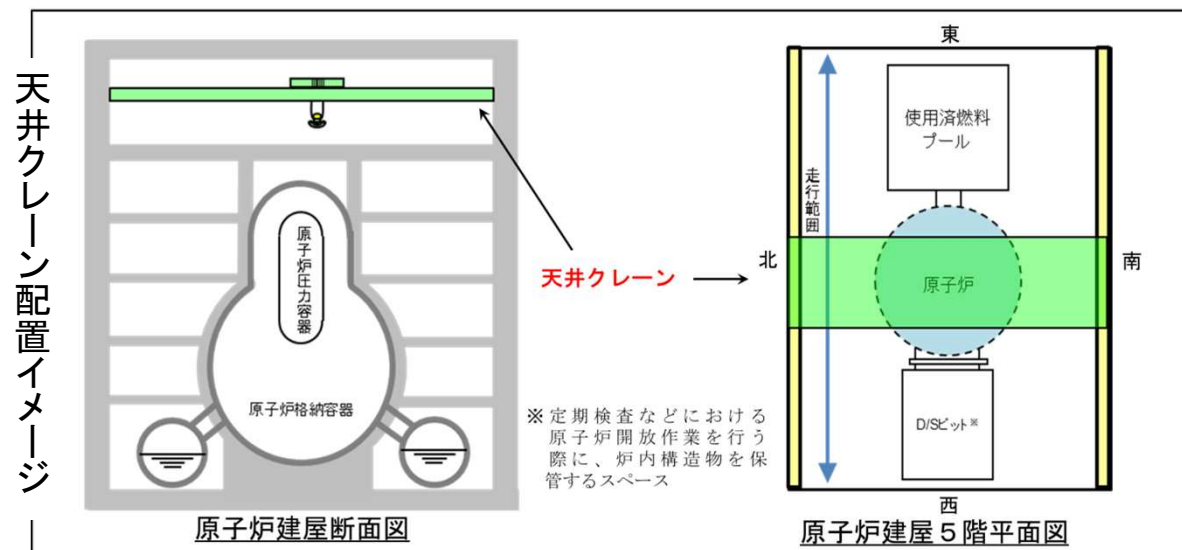 天井クレーン配置イメージ
原子炉圧力容器
原子炉格納容器
原子炉建屋断面図
天井クレーン
※定期検査などにおける
原子炉開放作業を行う
際に、炉内構造物を保
管するスペース
東
使用済燃料
プール
走行範囲
北
原子炉
南
D/Sピット※
西
原子炉建屋5階平面図